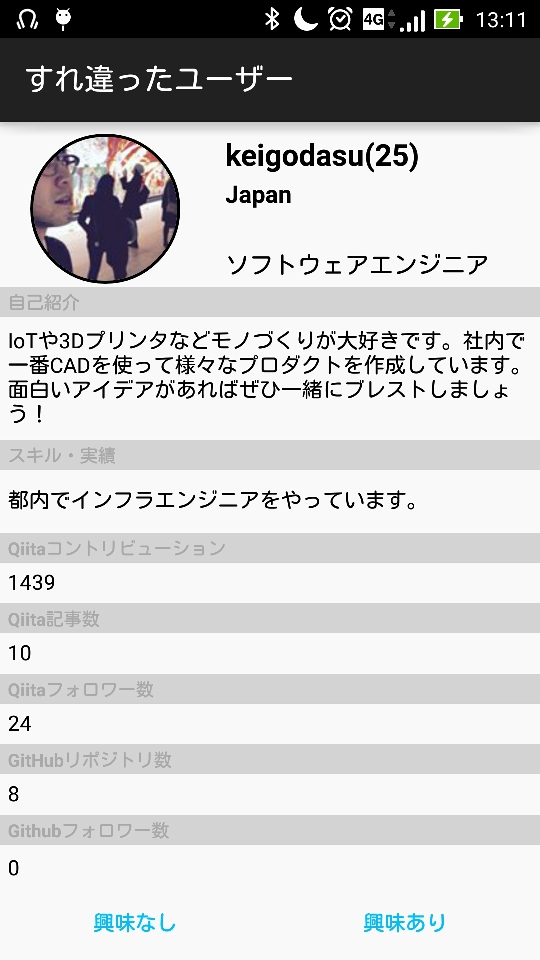 4G 13:11
すれ違ったユーザー
keigodasu(25)
Japan
ソフトウェアエンジニア
自己紹介
IoTや3Dプリンタなどモノづくりが大好きです。社内で
一番CADを使って様々なプロダクトを作成しています。
面白いアイデアがあればぜひ一緒にブレストしましょ
う！
スキル・実績
都内でインフラエンジニアをやっています。
Qiitaコントリビューション
1439
Qiita記事数
10
Qiitaフォロワー数
24
GitHubリポジトリ数
8
Githubフォロワー数
0
興味なし 興味あり